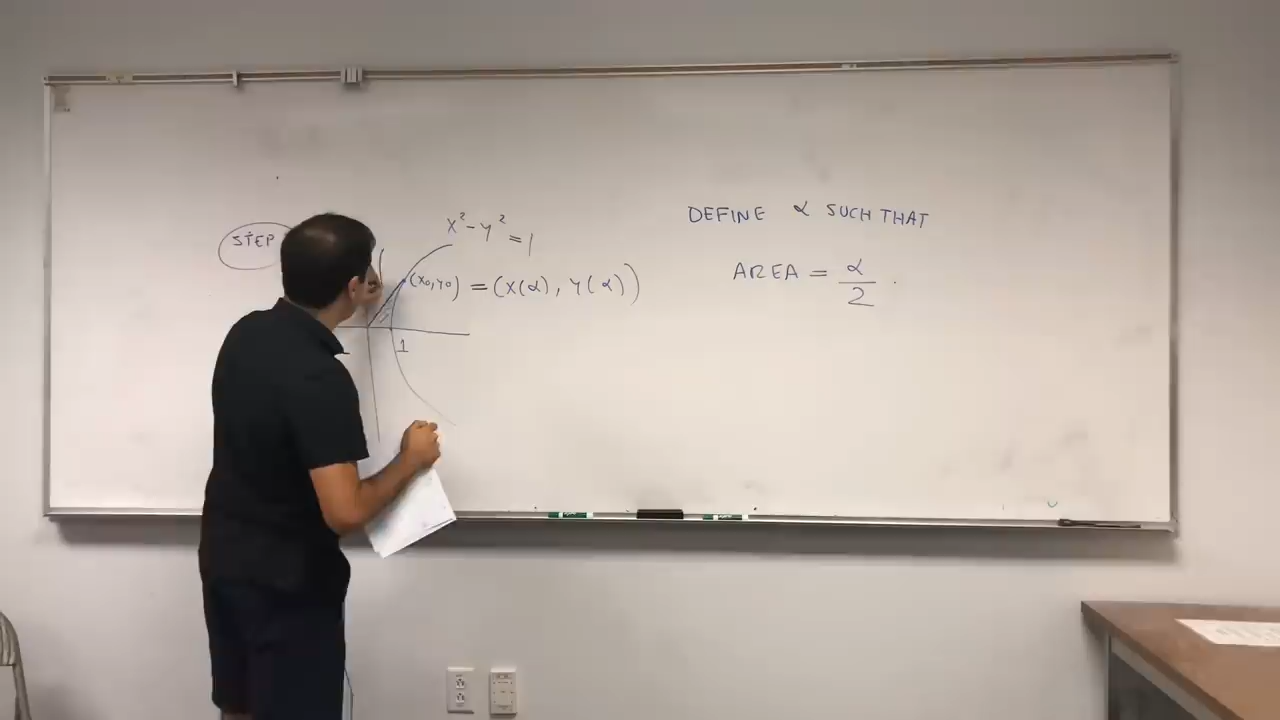 STEP
x² - y² = 1
(x₀, y₀) = (x(α), y(α))
1
DEFINE α SUCH THAT
AREA = α/2